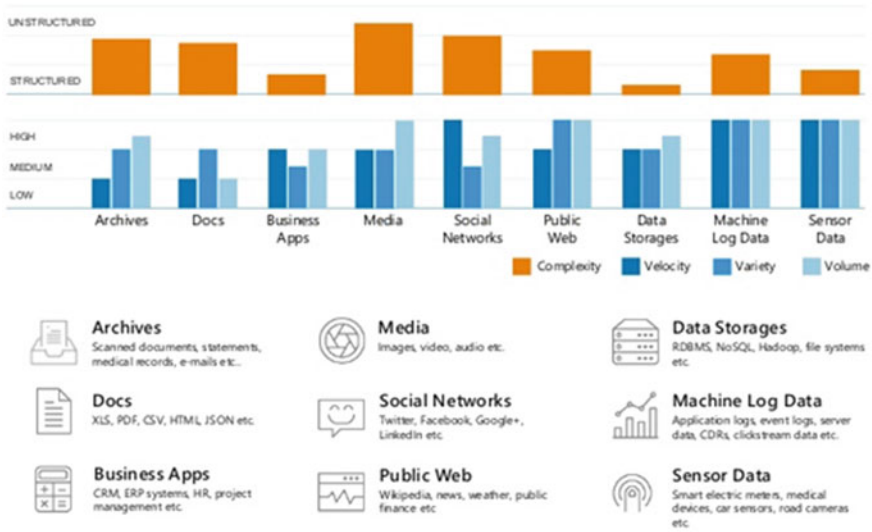 UNSTRUCTURED
STRUCTURED
HIGH
MEDIUM
LOW
Archives
Docs
Business
Apps
Media
Social
Networks
Public
Web
Data
Storages
Machine
Log Data
Sensor
Data
Complexity
Velocity
Variety
Volume
Archives
Scanned documents, statements,
medical records, e-mails etc..
Media
Images, video, audio etc.
Data Storages
RDBMS, NoSQL, Hadoop, file systems
etc.
Docs
XLS, PDF, CSV, HTML, JSON etc.
Social Networks
Twitter, Facebook, Google+,
LinkedIn etc.
Machine Log Data
Application logs, event logs, server
data, CDRs, clickstream data etc.
Business Apps
CRM, ERP systems, HR, project
management etc.
Public Web
Wikipedia, news, weather, public
finance etc
Sensor Data
Smart electric meters, medical
devices, car sensors, road cameras
etc.